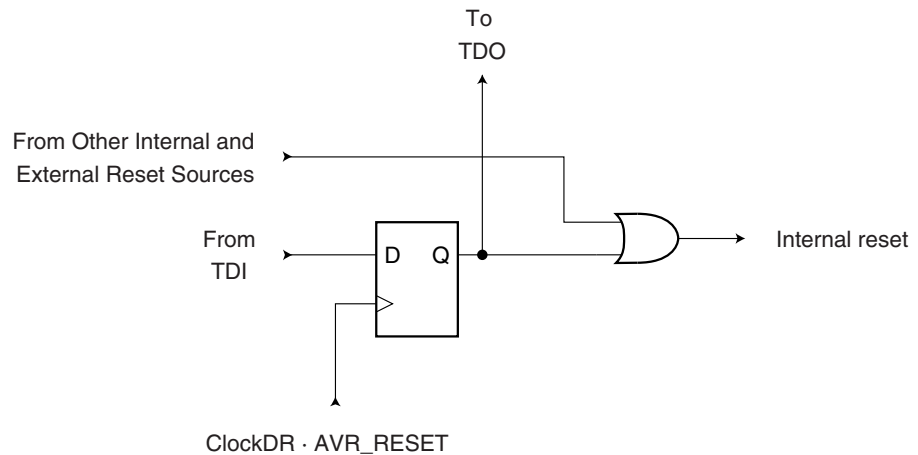 To
TDO
From Other Internal and
External Reset Sources
From
TDI
D Q
Internal reset
ClockDR · AVR_RESET